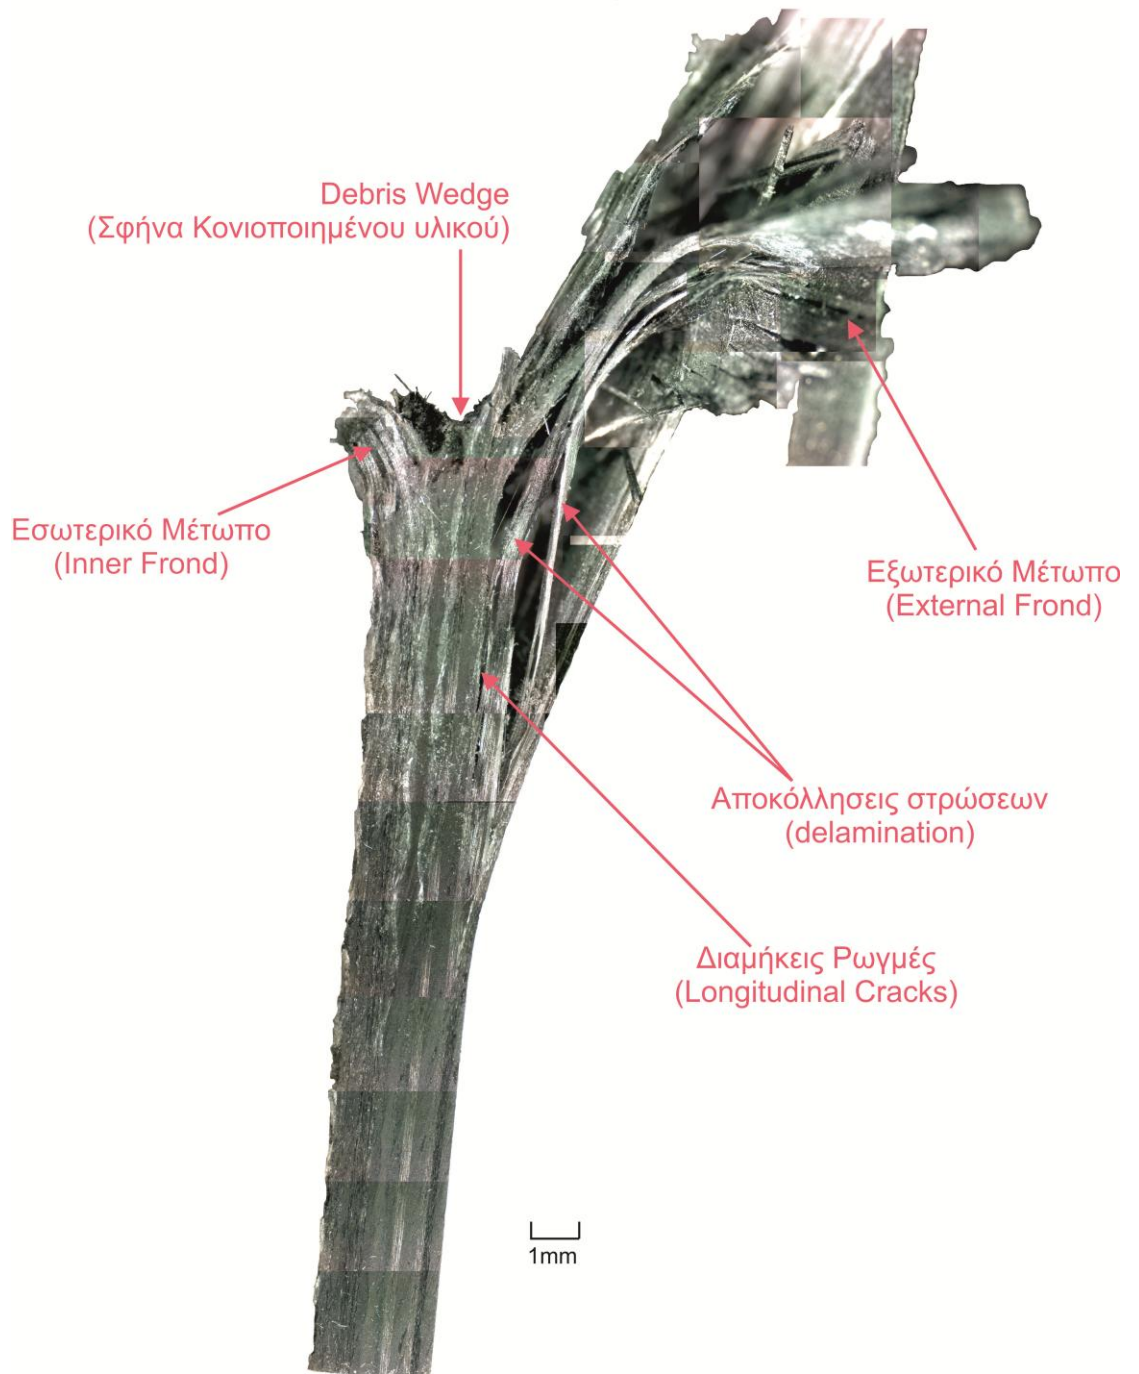 Debris Wedge
(Σφήνα Κονιοποιημένου υλικού)
Εσωτερικό Μέτωπο
(Inner Frond)
Εξωτερικό Μέτωπο
(External Frond)
Αποκόλλησεις στρώσεων
(delamination)
Διαμήκεις Ρωγμές
(Longitudinal Cracks)
1mm